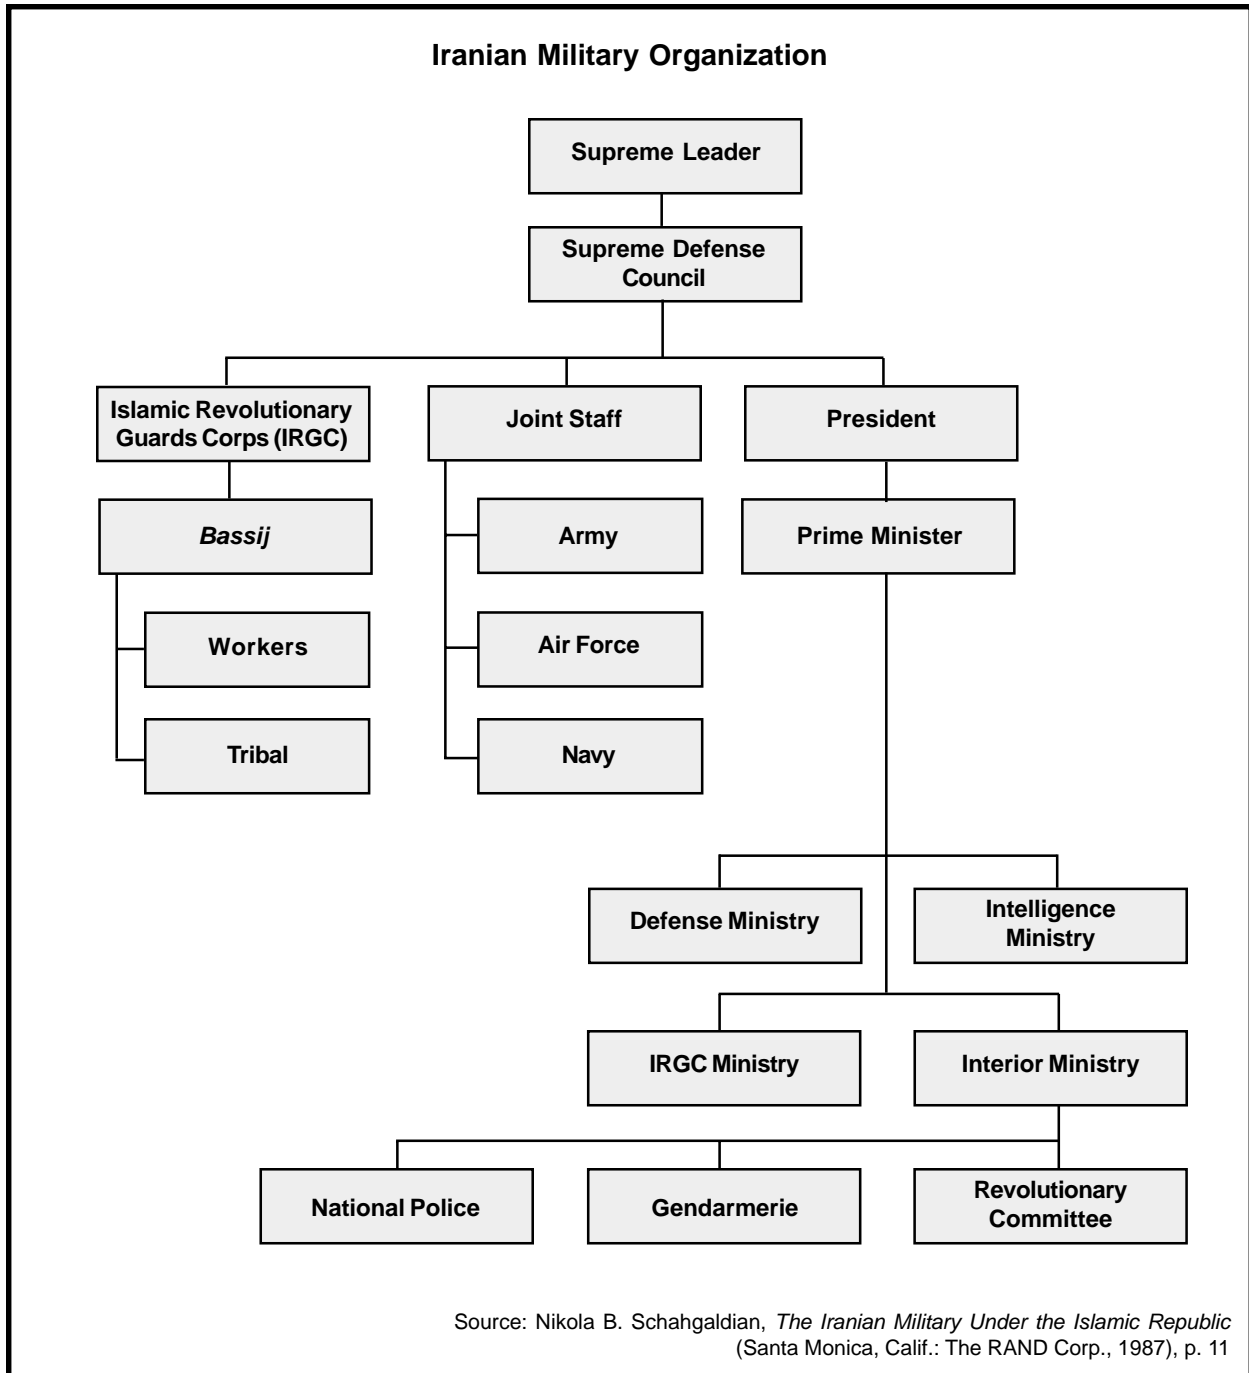 Iranian Military Organization
Supreme Leader
Supreme Defense
Council
Islamic Revolutionary
Guards Corps (IRGC)
Joint Staff
President
Bassij
Army
Prime Minister
Workers
Air Force
Tribal
Navy
Defense Ministry
Intelligence
Ministry
IRGC Ministry
Interior Ministry
National Police
Gendarmerie
Revolutionary
Committee
Source: Nikola B. Schahgaldian, The Iranian Military Under the Islamic Republic
(Santa Monica, Calif.: The RAND Corp., 1987), p. 11